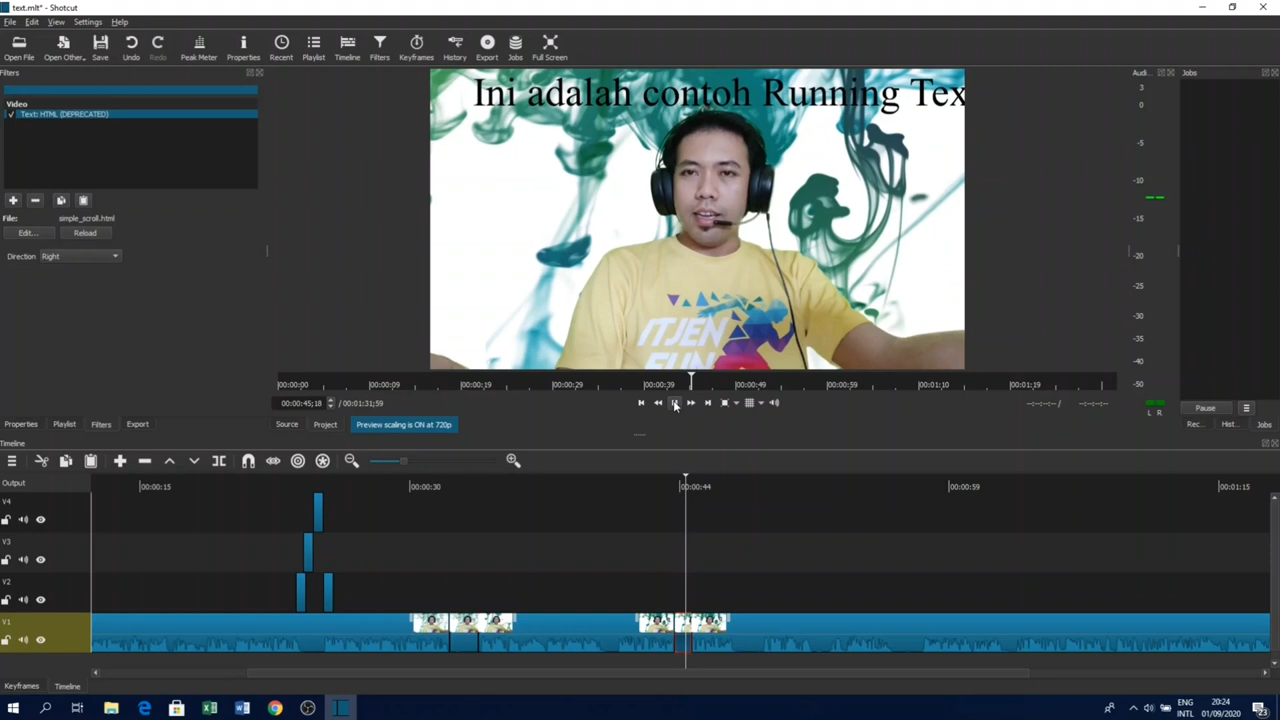 text.mlt* - Shotcut
File Edit View Settings Help
Open File Open Other.. Save Undo Redo Peak Meter Properties Recent Playlist Timeline Filters Keyframes History Export Jobs Full Screen
Filters
Video
Text: HTML (DEPRECATED)
File: simple_scroll.html
Edit... Reload
Direction Right
Ini adalah contoh Running Tex
ITJEN
FUN
Audi...
3
0
-5
-10
-15
-20
-25
-30
-35
-40
-50
L R
Jobs
00:00:00 00:00:09 00:00:19 00:00:29 00:00:39 00:00:49 00:00:59 00:01:10 00:01:19
00:00:45;18 / 00:01:31;59
--:--:--;-- / --:--:--;--
Pause
Properties Playlist Filters Export
Source Project Preview scaling is ON at 720p
Rec... Hist... Jobs
Timeline
Output
00:00:15 00:00:30 00:00:44 00:00:59 00:01:15
V4
V3
V2
V1
Keyframes Timeline
ENG
INTL
20:24
01/09/2020
23